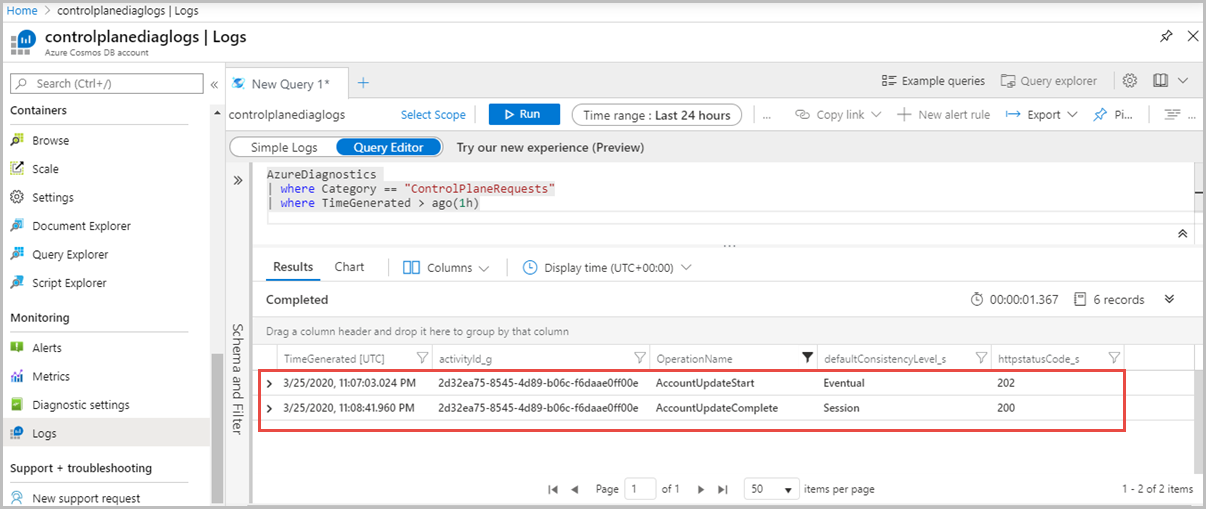 Home > controlplanediaglogs | Logs
controlplanediaglogs | Logs
Azure Cosmos DB account
Search (Ctrl+/)
«
Containers
Browse
Scale
Settings
Document Explorer
Query Explorer
Script Explorer
Monitoring
Alerts
Metrics
Diagnostic settings
Logs
Support + troubleshooting
New support request
New Query 1*
+
Example queries
Query explorer
controlplanediaglogs
Select Scope
Run
Time range : Last 24 hours
...
Copy link
New alert rule
Export
Pi...
...
Simple Logs
Query Editor
Try our new experience (Preview)
Schema and Filter
AzureDiagnostics
| where Category == "ControlPlaneRequests"
| where TimeGenerated > ago(1h)
...
Results Chart Columns Display time (UTC+00:00)
Completed 00:00:01.367 6 records
Drag a column header and drop it here to group by that column
TimeGenerated [UTC] activityId_g OperationName defaultConsistencyLevel_s httpstatusCode_s
3/25/2020, 11:07:03.024 PM 2d32ea75-8545-4d89-b06c-f6daae0ff00e AccountUpdateStart Eventual 202
3/25/2020, 11:08:41.960 PM 2d32ea75-8545-4d89-b06c-f6daae0ff00e AccountUpdateComplete Session 200
Page 1 of 1 50 items per page 1 - 2 of 2 items